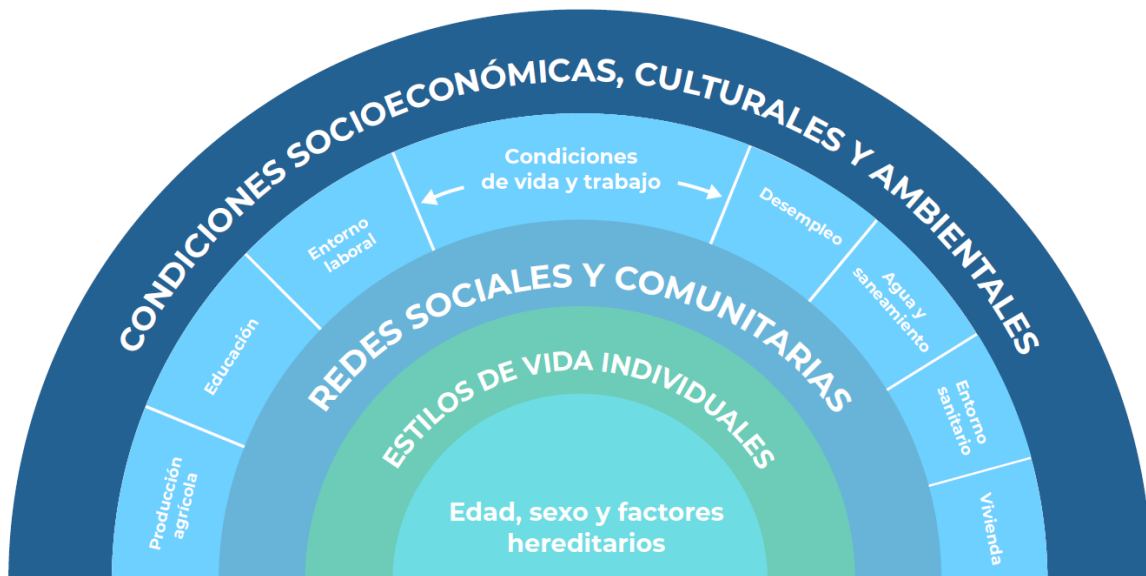 CONDICIONES SOCIOECONÓMICAS, CULTURALES Y AMBIENTALES
Condiciones
de vida y trabajo
Producción
agrícola
Educación
Entorno
laboral
Desempleo
Agua y
saneamiento
Entorno
sanitario
Vivienda
REDES SOCIALES Y COMUNITARIAS
ESTILOS DE VIDA INDIVIDUALES
Edad, sexo y factores
hereditarios